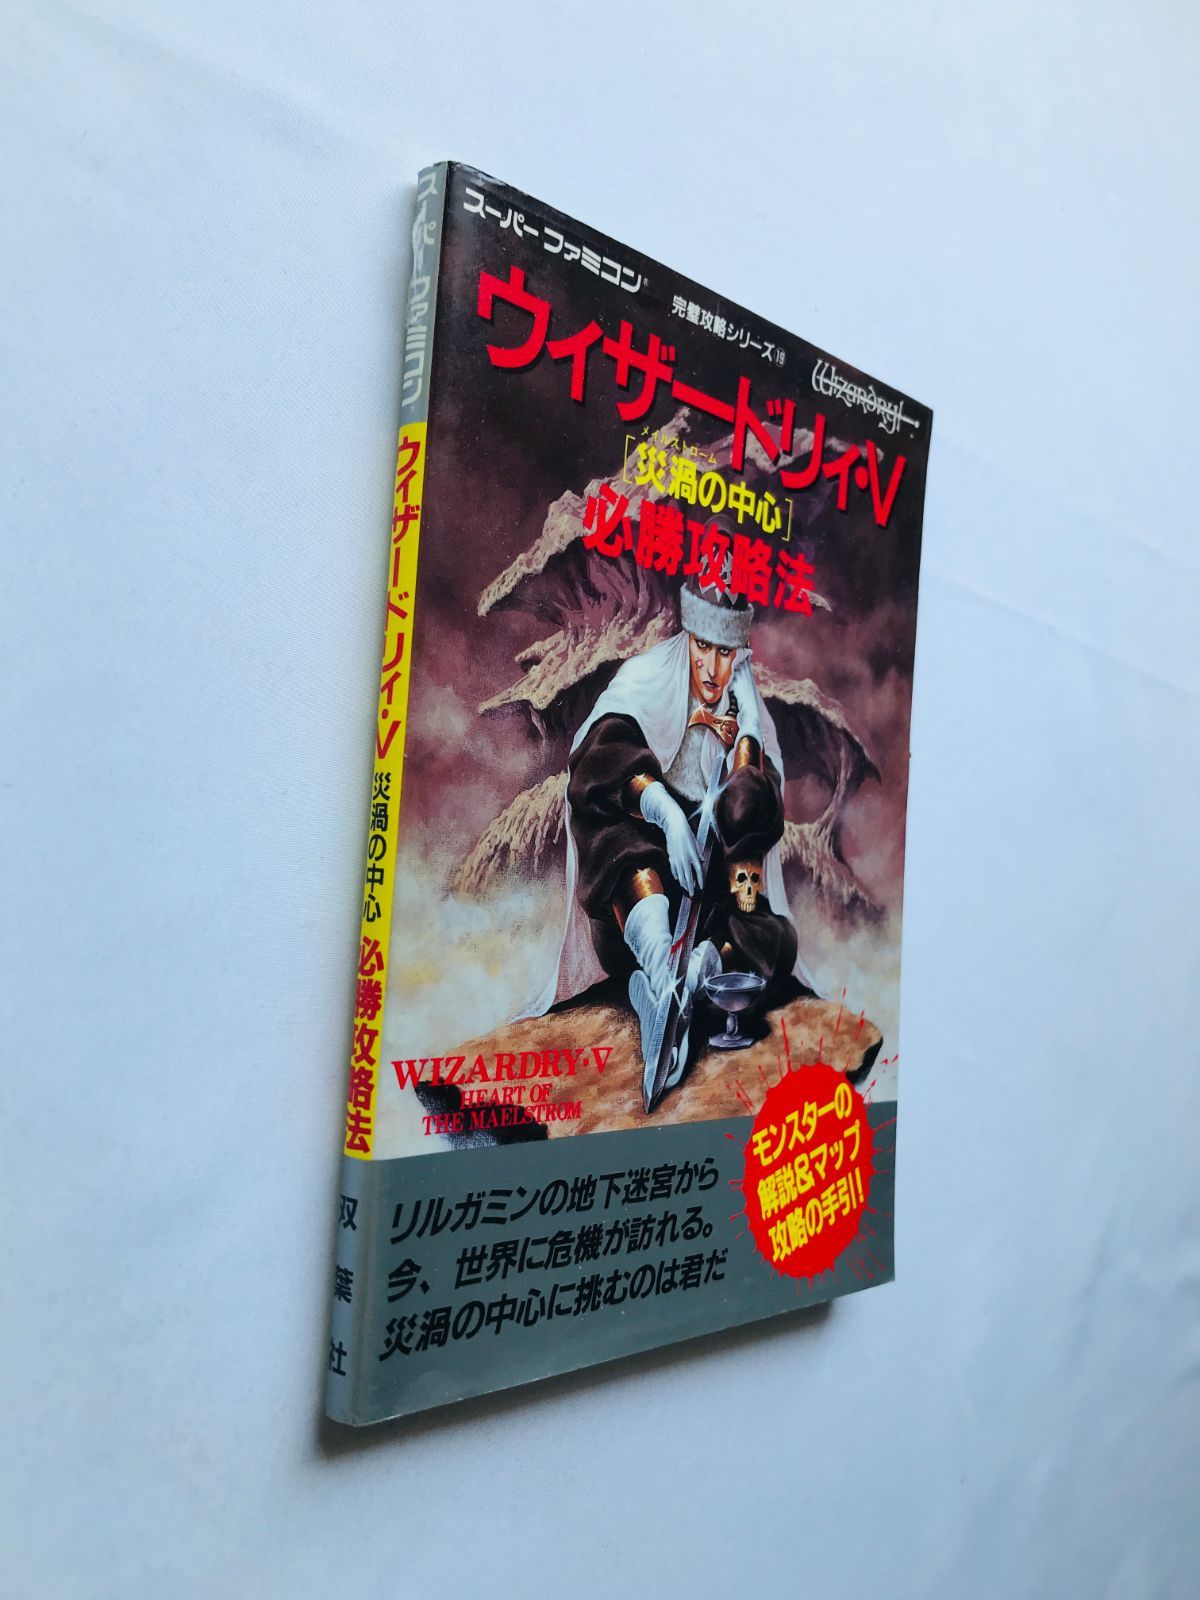 スーパーファミコン®
完璧攻略シリーズ⑲
Wizardry
ウィザードリィ・V
メイルストローム
[災渦の中心]
必勝攻略法
WIZARDRY・V
HEART OF
THE MAELSTROM
モンスターの
解説&マップ
攻略の手引!
リルガミンの地下迷宮から
今、世界に危機が訪れる。
災渦の中心に挑むのは君だ
スーパーファミコン ウィザードリィ・V 災渦の中心 必勝攻略法 双葉社